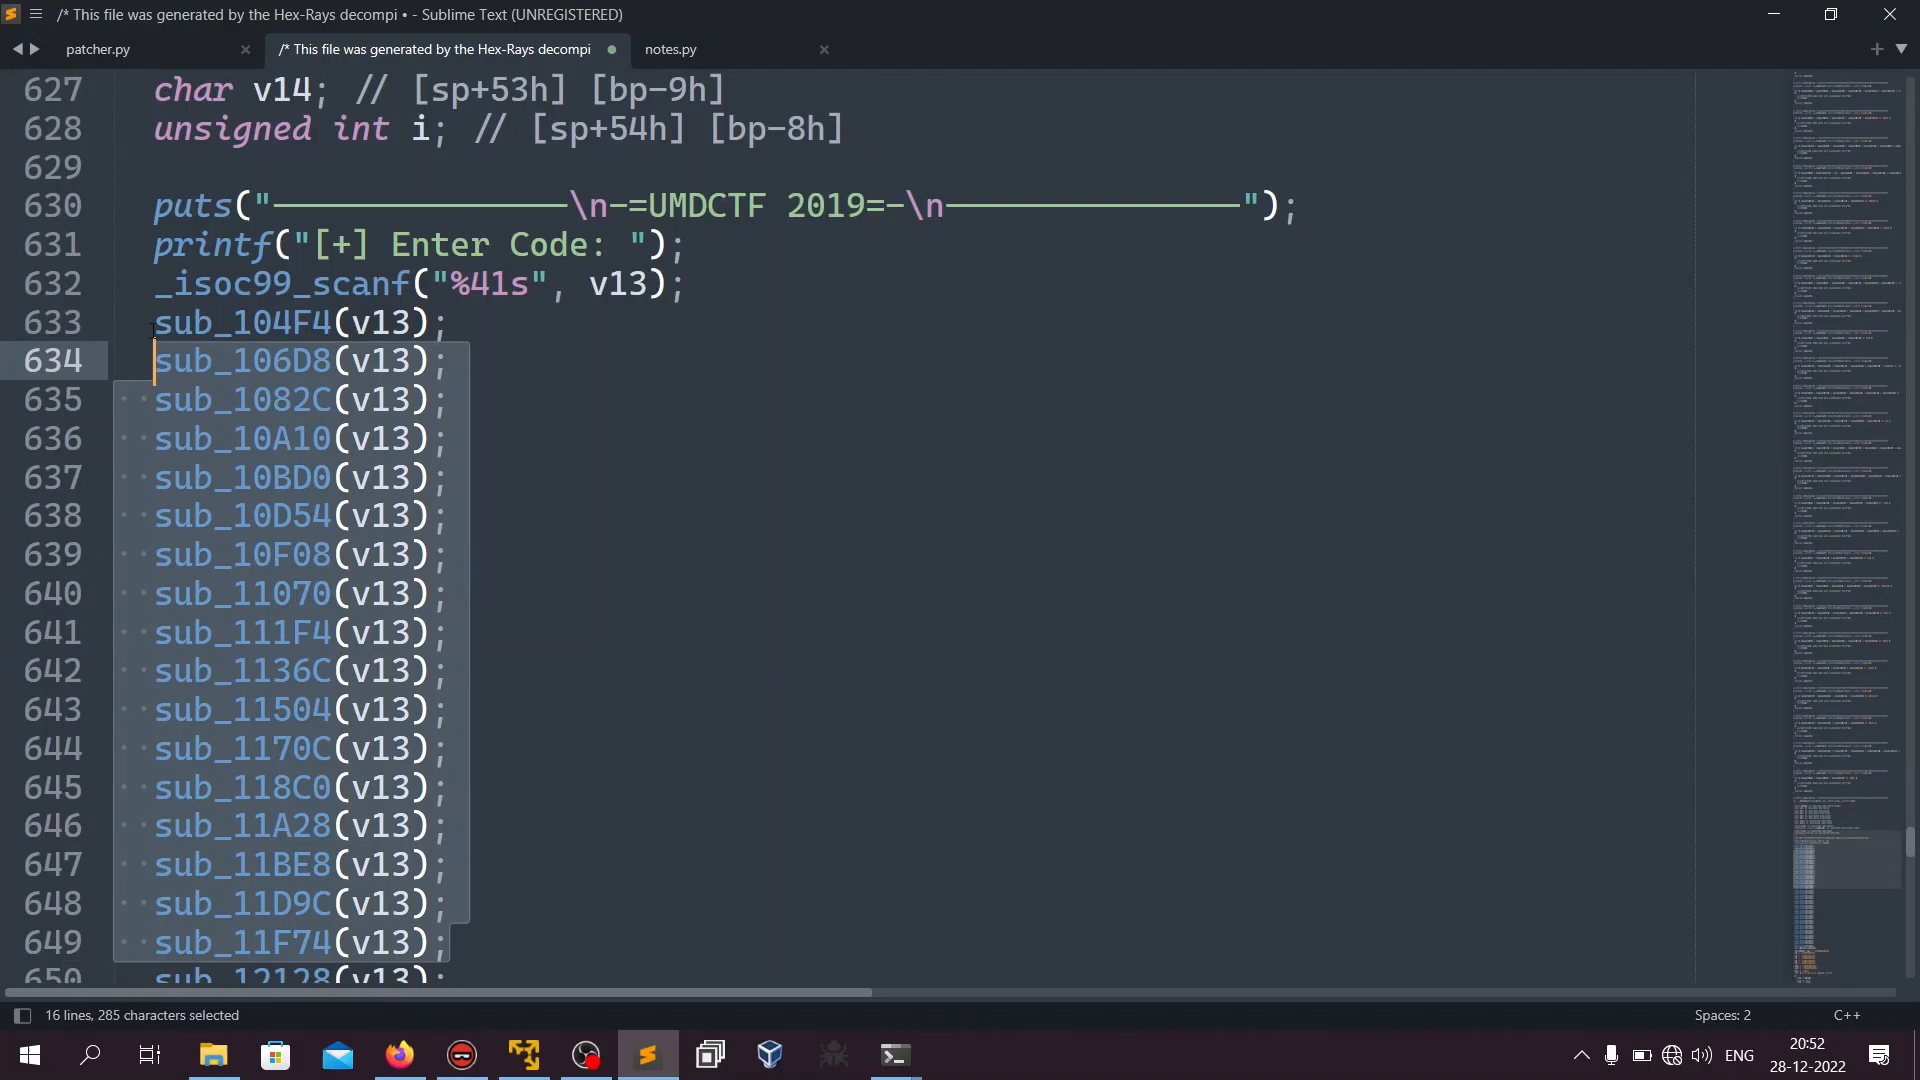 /* This file was generated by the Hex-Rays decompi • - Sublime Text (UNREGISTERED)
patcher.py
/* This file was generated by the Hex-Rays decompi
notes.py
627 char v14; // [sp+53h] [bp-9h]
628 unsigned int i; // [sp+54h] [bp-8h]
629
630 puts("———————————————\n-=UMDCTF 2019=-\n———————————————");
631 printf("[+] Enter Code: ");
632 _isoc99_scanf("%41s", v13);
633 sub_104F4(v13);
634 sub_106D8(v13);
635 sub_1082C(v13);
636 sub_10A10(v13);
637 sub_10BD0(v13);
638 sub_10D54(v13);
639 sub_10F08(v13);
640 sub_11070(v13);
641 sub_111F4(v13);
642 sub_1136C(v13);
643 sub_11504(v13);
644 sub_1170C(v13);
645 sub_118C0(v13);
646 sub_11A28(v13);
647 sub_11BE8(v13);
648 sub_11D9C(v13);
649 sub_11F74(v13);
650 sub_12128(v13);
16 lines, 285 characters selected
Spaces: 2
C++
ENG
20:52
28-12-2022